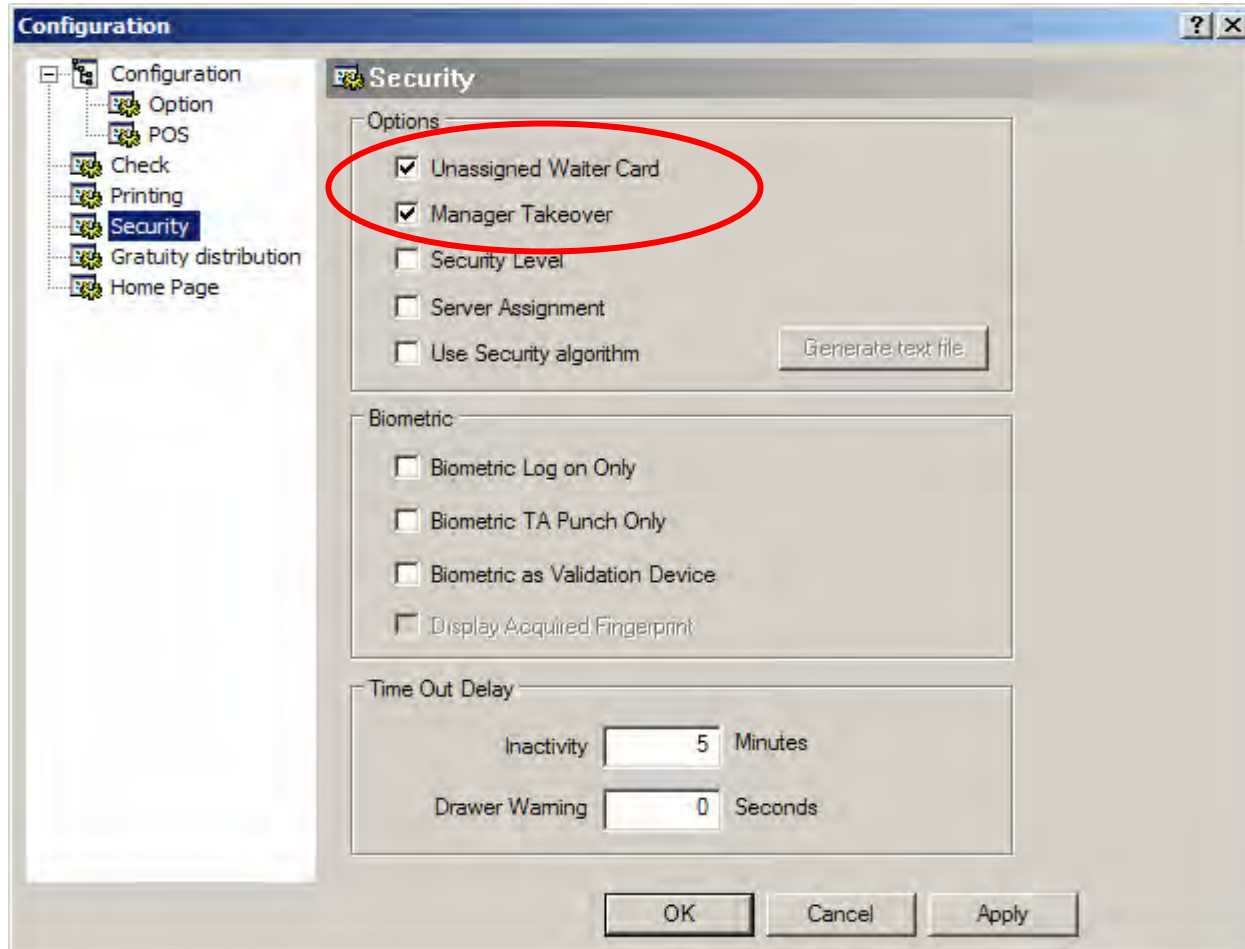 Configuration
Configuration
Option
POS
Check
Printing
Security
Gratuity distribution
Home Page
Security
Options
Unassigned Waiter Card
Manager Takeover
Security Level
Server Assignment
Use Security algorithm
Generate text file
Biometric
Biometric Log on Only
Biometric TA Punch Only
Biometric as Validation Device
Display Acquired Fingerprint
Time Out Delay
Inactivity 5 Minutes
Drawer Warning 0 Seconds
OK Cancel Apply